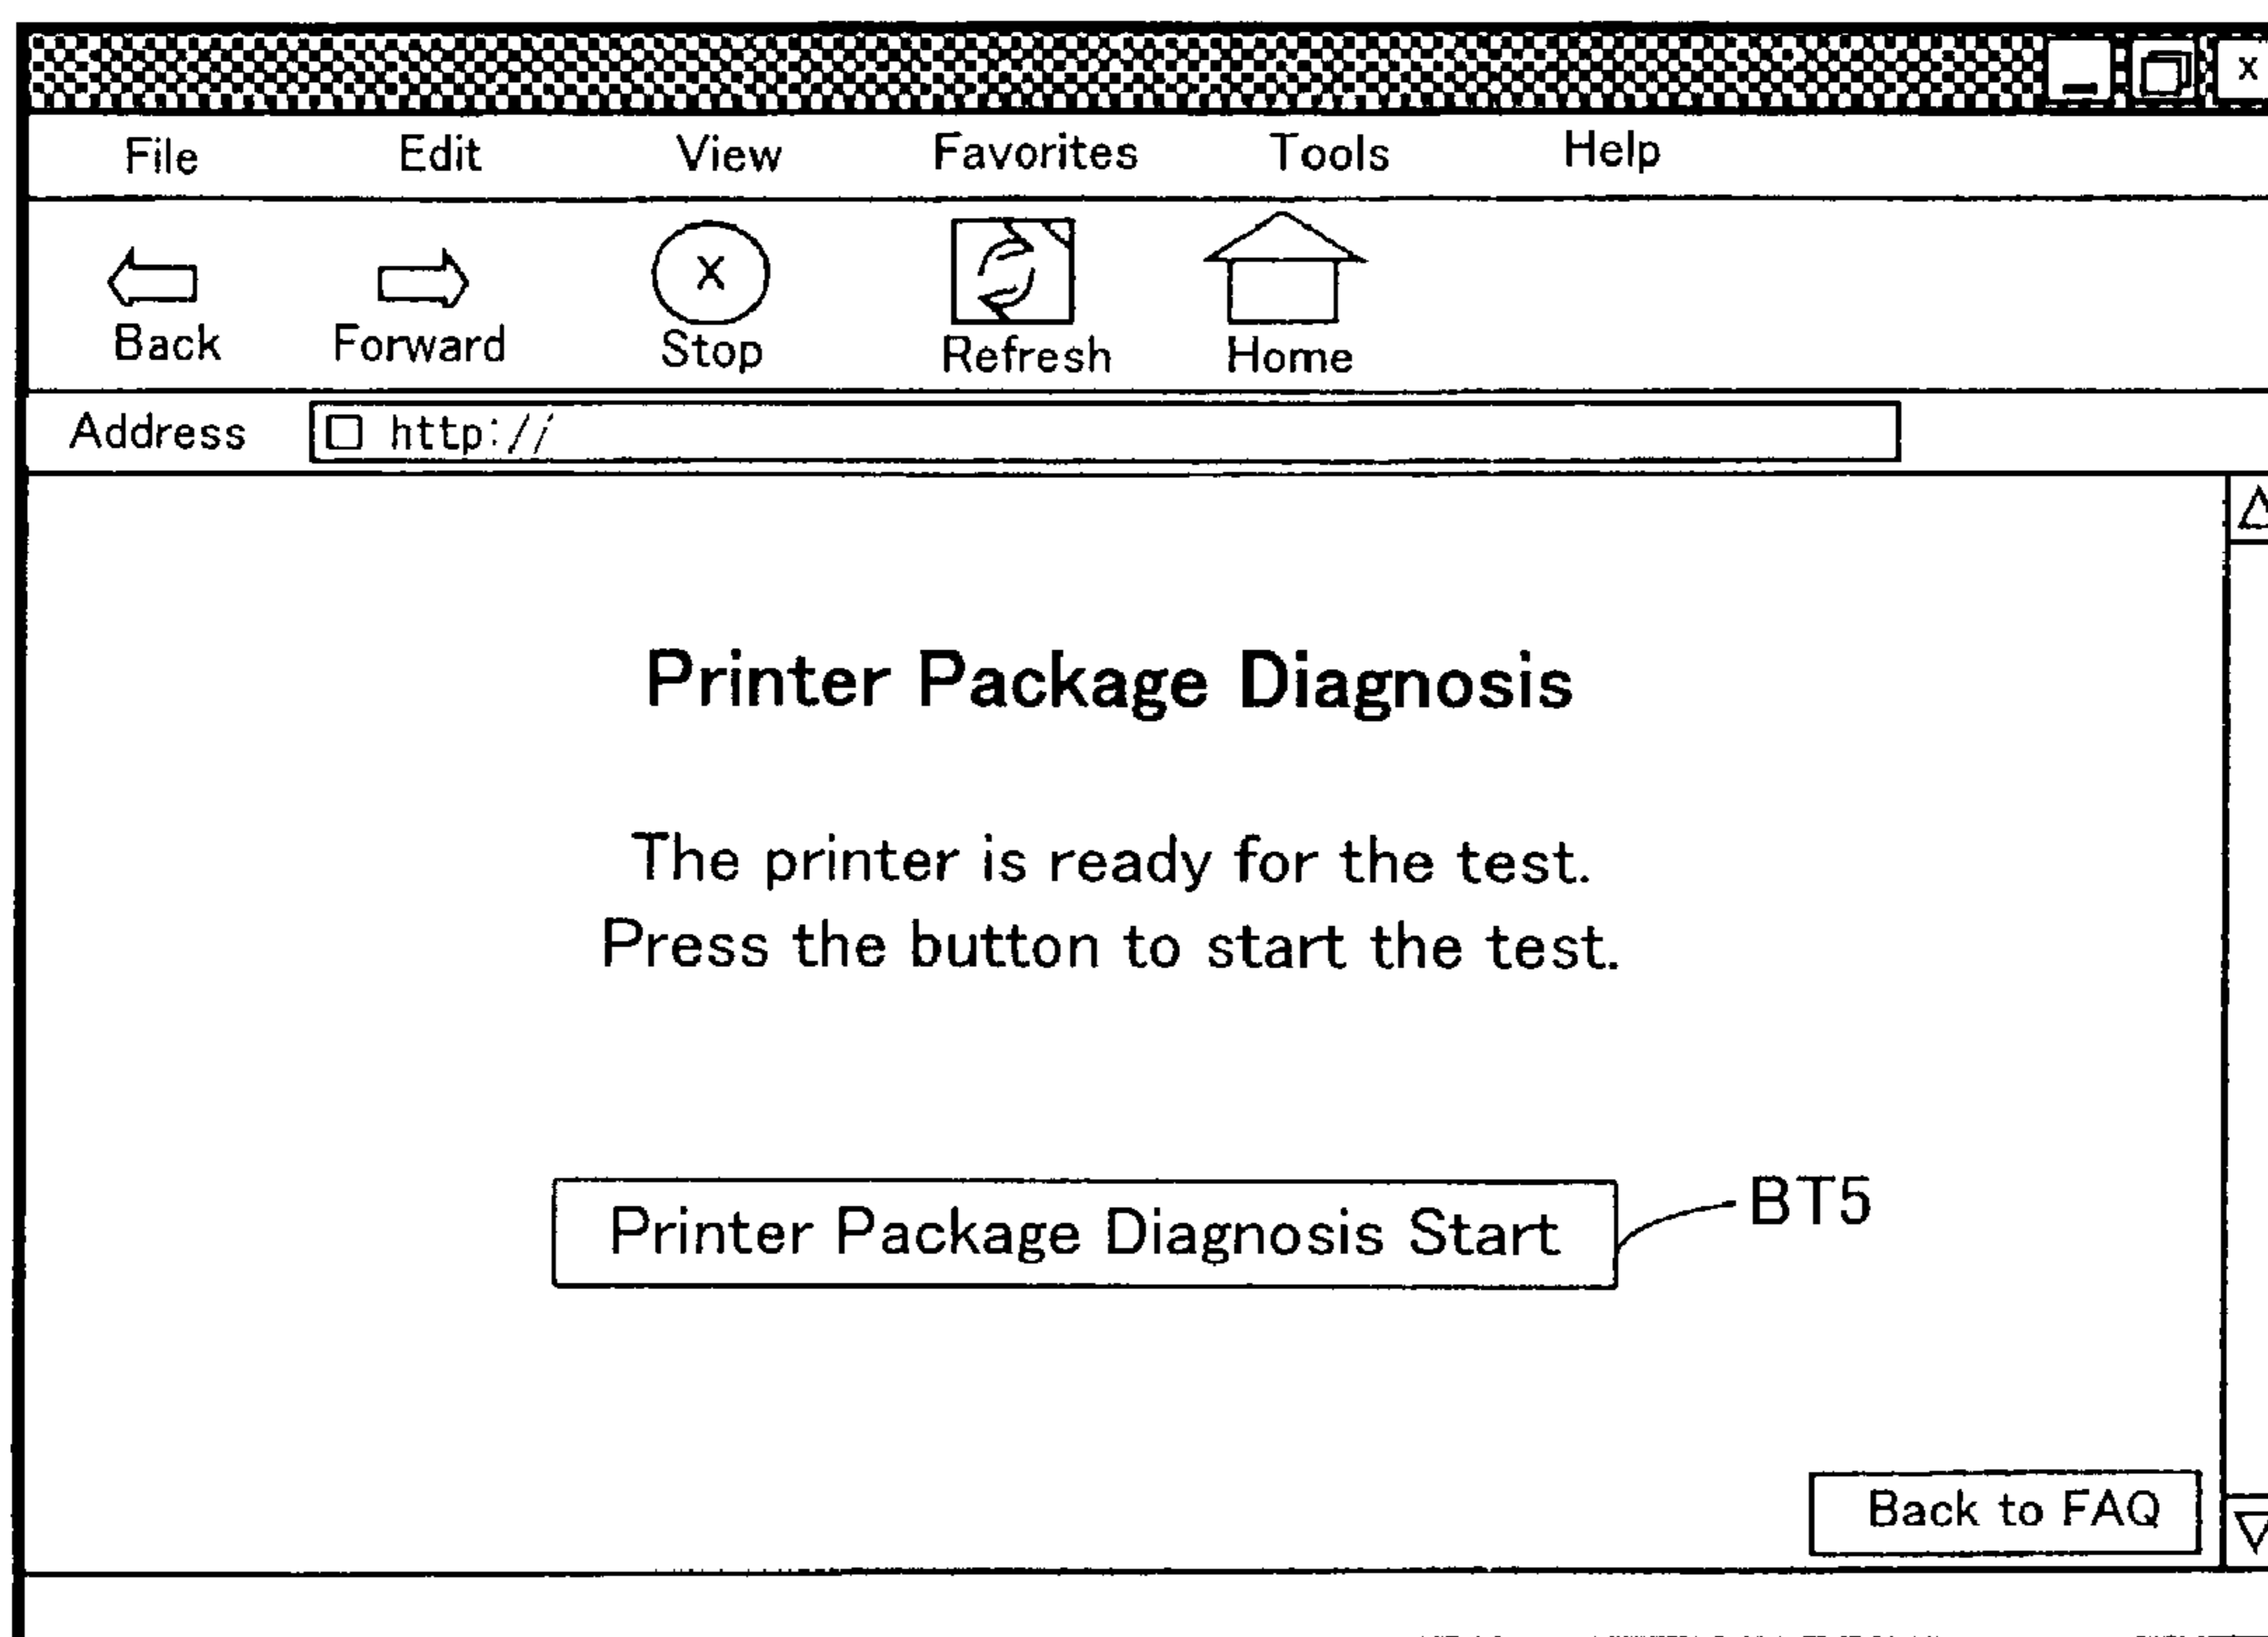 x
File Edit View Favorites Tools Help
X
Back Forward Stop Refresh Home
Address http://
Printer Package Diagnosis
The printer is ready for the test.
Press the button to start the test.
Printer Package Diagnosis Start BT5
Back to FAQ